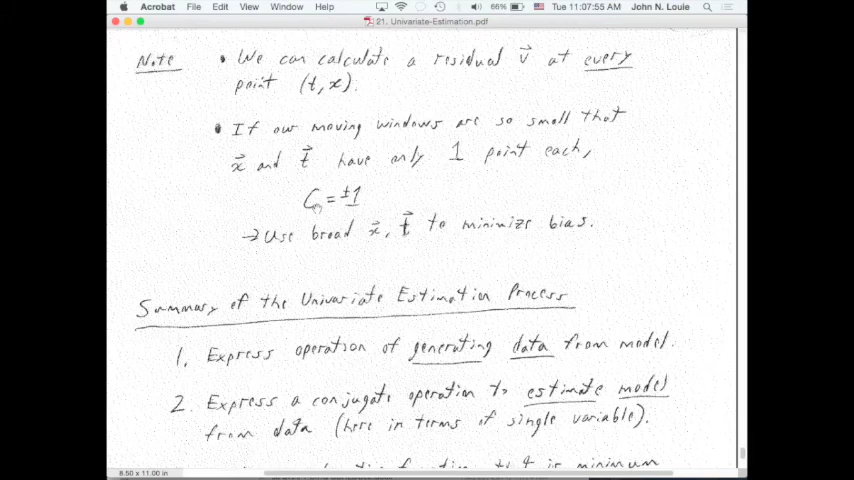 Acrobat File Edit View Window Help 66% Tue 11:07:55 AM John N. Louie
21. Univariate-Estimation.pdf
Note • We can calculate a residual v⃗ at every
point (t, x).
• If our moving windows are so small that
x⃗ and t⃗ have only 1 point each,
C = ±1
→ Use broad x⃗, t⃗ to minimize bias.
Summary of the Univariate Estimation Process
1. Express operation of generating data from model.
2. Express a conjugate operation to estimate model
from data (here in terms of single variable).
is minimum
8.50 x 11.00 in